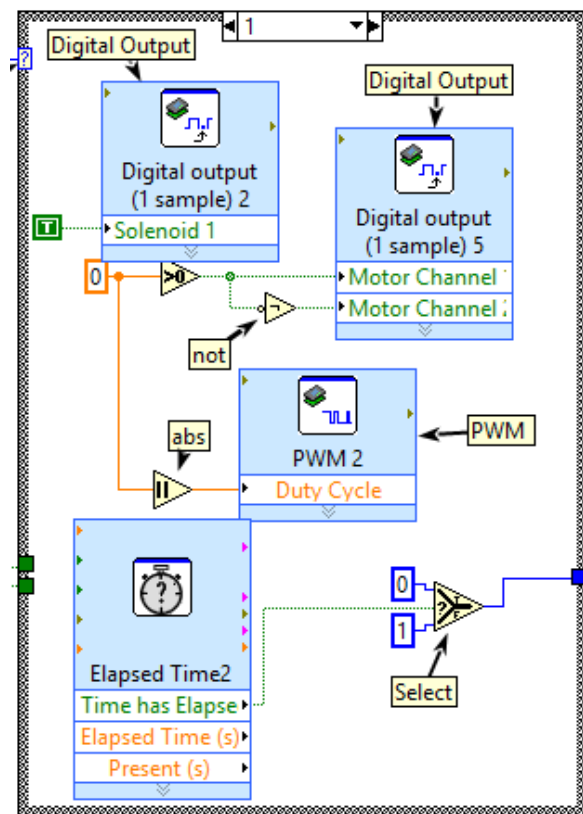 1
?
Digital Output
Digital Output
Digital output
(1 sample) 2
Solenoid 1
T
Digital output
(1 sample) 5
Motor Channel
Motor Channel
0
>0
not
abs
PWM 2
Duty Cycle
PWM
?
Elapsed Time2
Time has Elapse
Elapsed Time (s)
Present (s)
0
1
?
T
F
Select